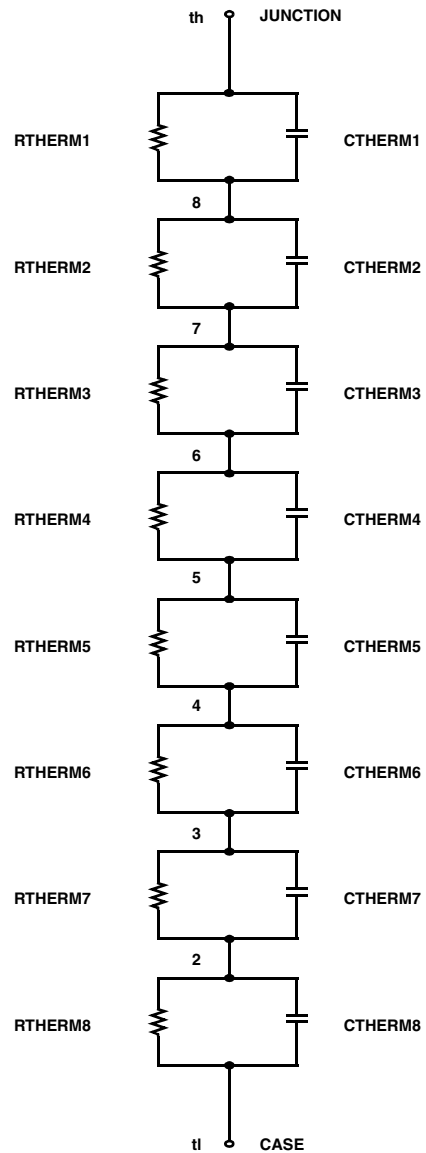 th JUNCTION
RTHERM1 CTHERM1
8
RTHERM2 CTHERM2
7
RTHERM3 CTHERM3
6
RTHERM4 CTHERM4
5
RTHERM5 CTHERM5
4
RTHERM6 CTHERM6
3
RTHERM7 CTHERM7
2
RTHERM8 CTHERM8
tl CASE